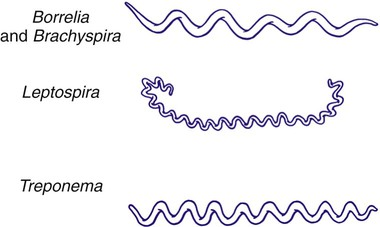 Borrelia
and Brachyspira
Leptospira
Treponema